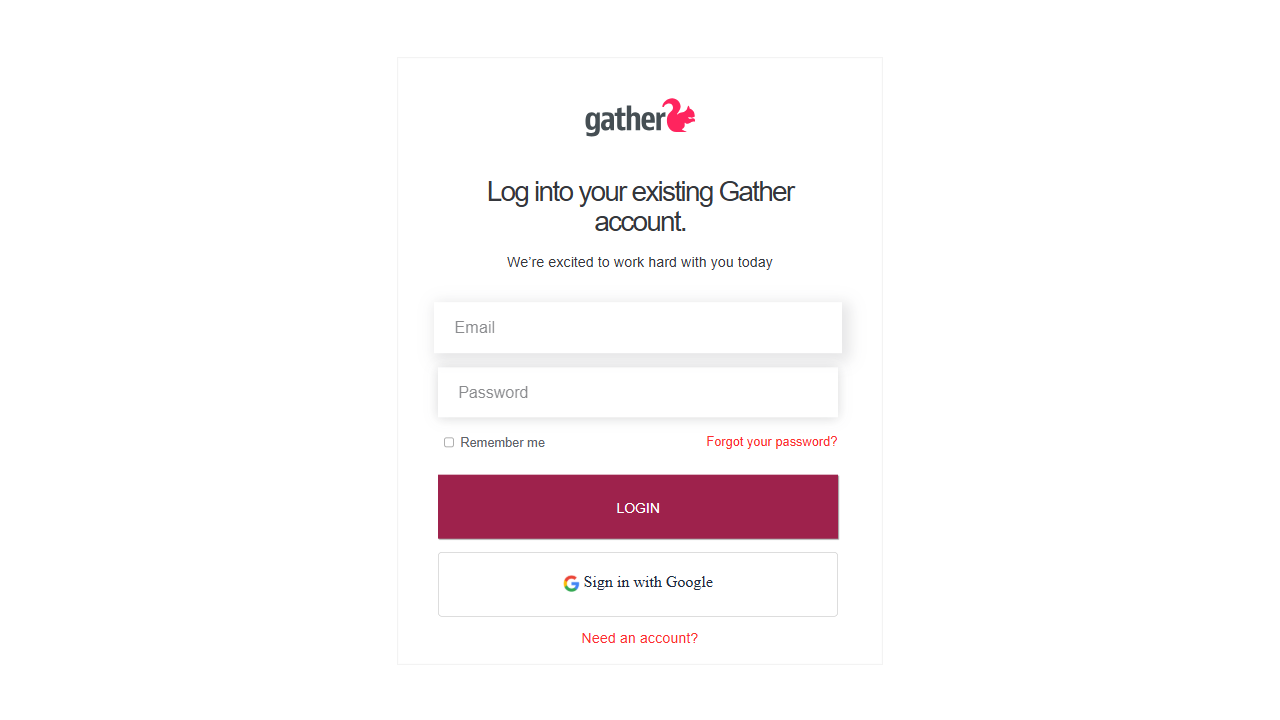 gather
Log into your existing Gather
account.
We’re excited to work hard with you today
Email
Password
Remember me
Forgot your password?
LOGIN
Sign in with Google
Need an account?